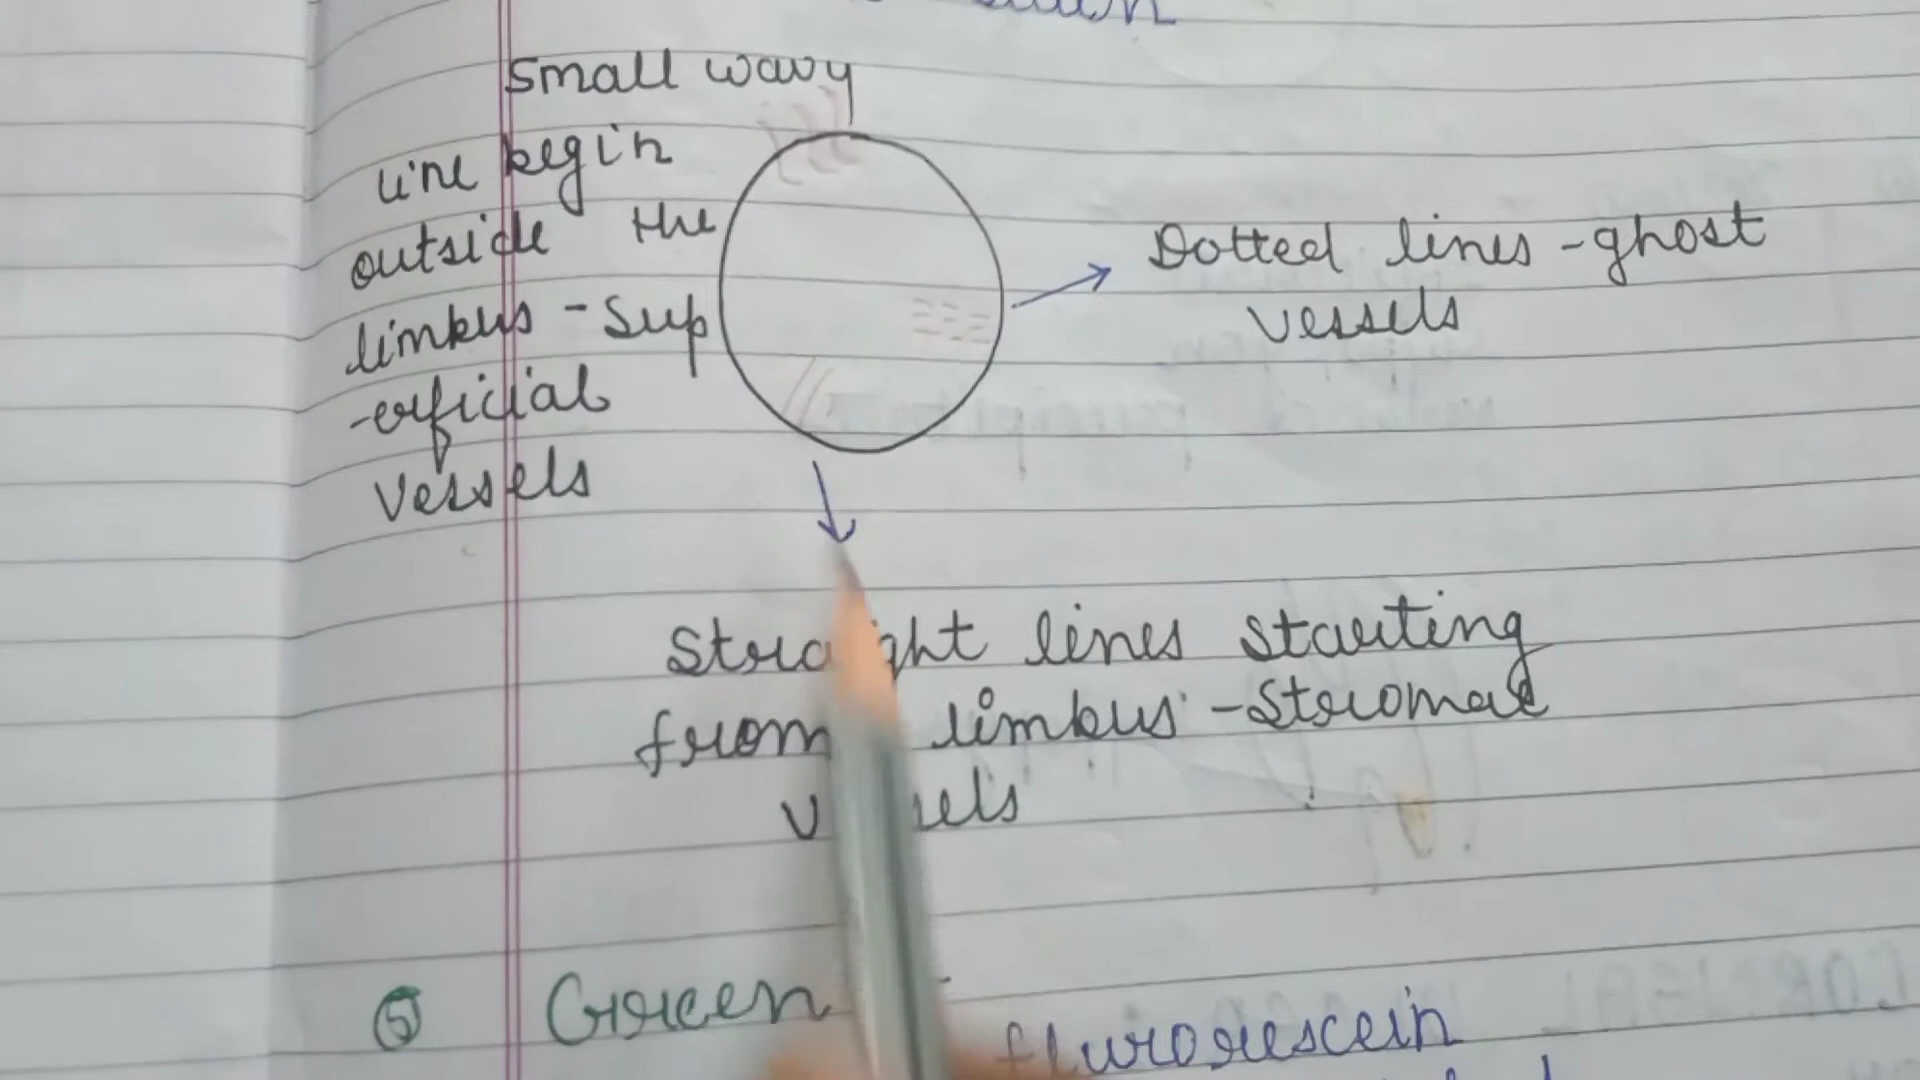 Small wavy
line begin
outside the
limbus - Sup
-erficial
Vessels
Dotted lines - ghost
vessels
Straight lines starting
from limbus - Stromal
vessels
⑤ Green -
flurorescein